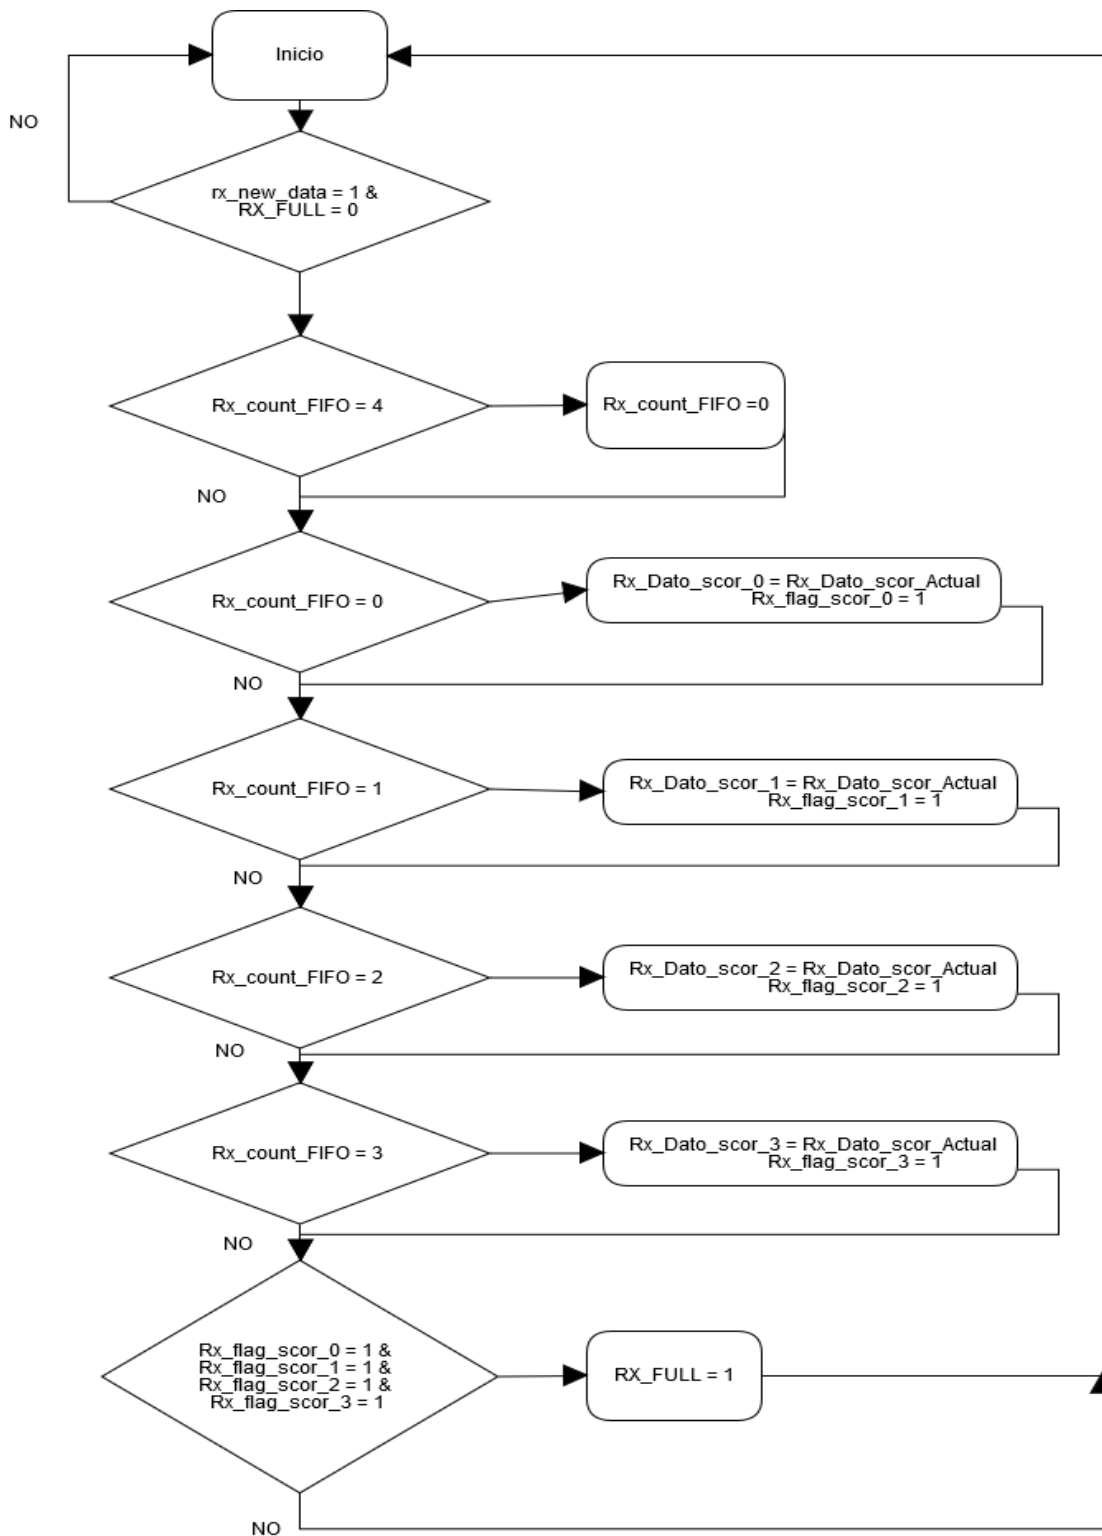 Inicio
NO
rx_new_data = 1 &
RX_FULL = 0
Rx_count_FIFO = 4
Rx_count_FIFO =0
NO
Rx_count_FIFO = 0
Rx_Dato_scor_0 = Rx_Dato_scor_Actual
Rx_flag_scor_0 = 1
NO
Rx_count_FIFO = 1
Rx_Dato_scor_1 = Rx_Dato_scor_Actual
Rx_flag_scor_1 = 1
NO
Rx_count_FIFO = 2
Rx_Dato_scor_2 = Rx_Dato_scor_Actual
Rx_flag_scor_2 = 1
NO
Rx_count_FIFO = 3
Rx_Dato_scor_3 = Rx_Dato_scor_Actual
Rx_flag_scor_3 = 1
NO
Rx_flag_scor_0 = 1 &
Rx_flag_scor_1 = 1 &
Rx_flag_scor_2 = 1 &
Rx_flag_scor_3 = 1
RX_FULL = 1
NO